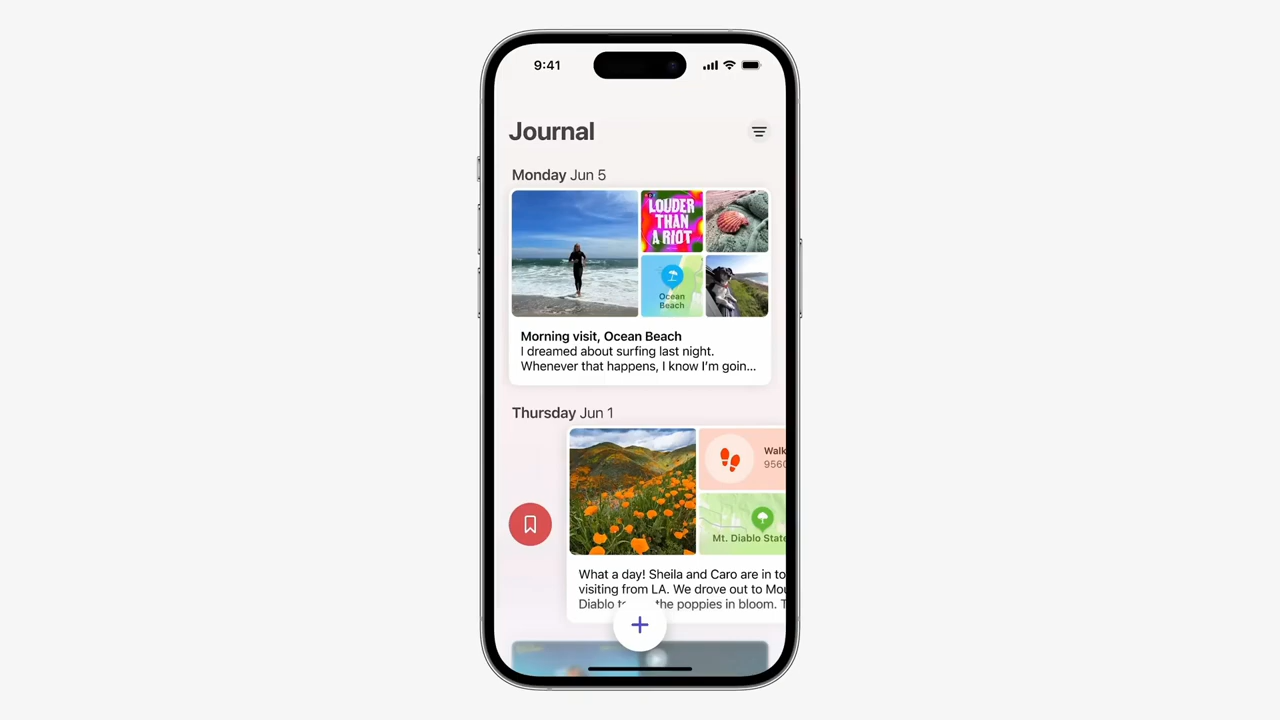 9:41
Journal
Monday Jun 5
LOUDER
THAN
A RIOT
Ocean
Beach
Morning visit, Ocean Beach
I dreamed about surfing last night.
Whenever that happens, I know I'm goin...
Thursday Jun 1
Walk
9560
Mt. Diablo State
What a day! Sheila and Caro are in to
visiting from LA. We drove out to Mou
Diablo to the poppies in bloom. T